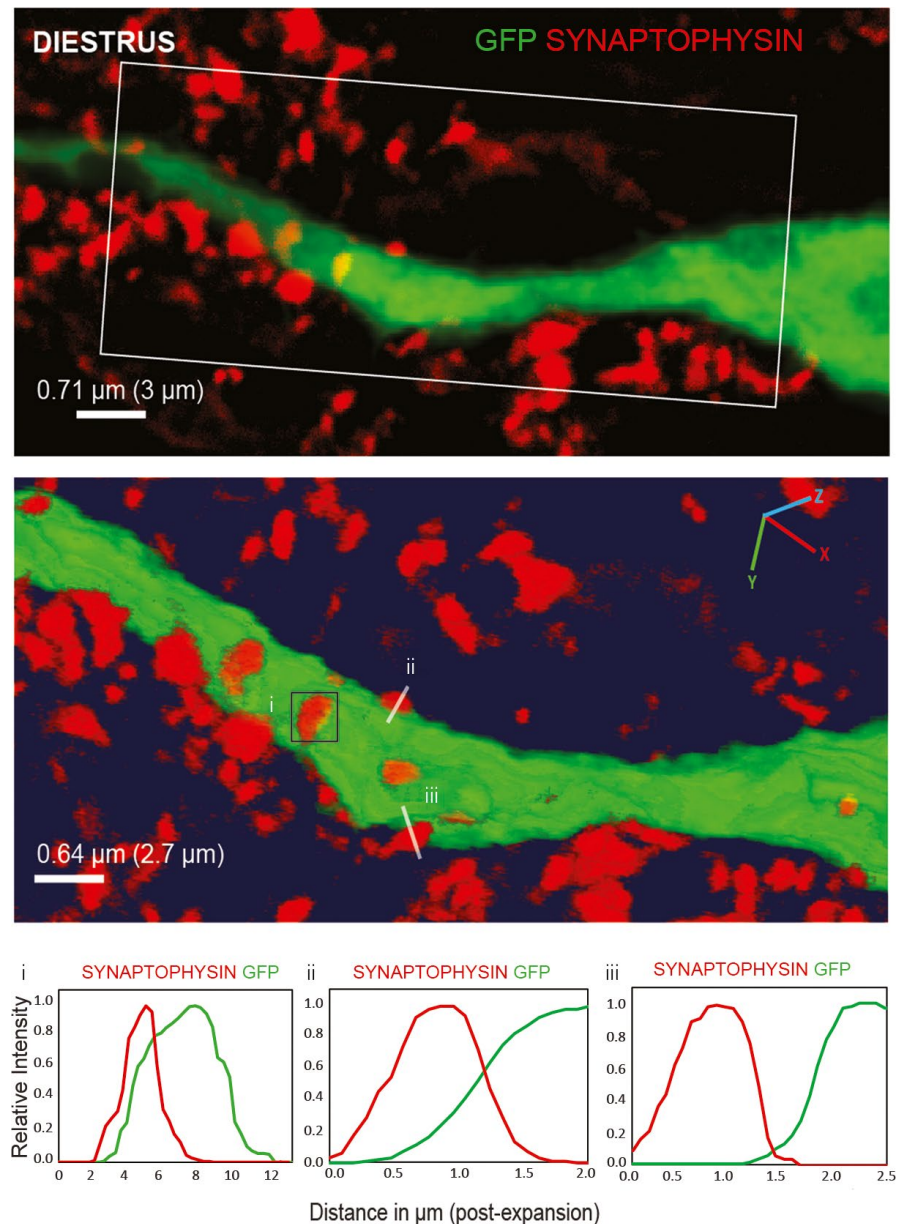 DIESTRUS
GFP SYNAPTOPHYSIN
0.71 µm (3 µm)
Z
X
Y
ii
i
iii
0.64 µm (2.7 µm)
i
SYNAPTOPHYSIN GFP
ii
SYNAPTOPHYSIN GFP
iii
SYNAPTOPHYSIN GFP
Relative Intensity
1.0
0.8
0.6
0.4
0.2
0.0
0 2 4 6 8 10 12
1.0
0.8
0.6
0.4
0.2
0.0
0.0 0.5 1.0 1.5 2.0
1.0
0.8
0.6
0.4
0.2
0.0
0.0 0.5 1.0 1.5 2.0 2.5
Distance in µm (post-expansion)